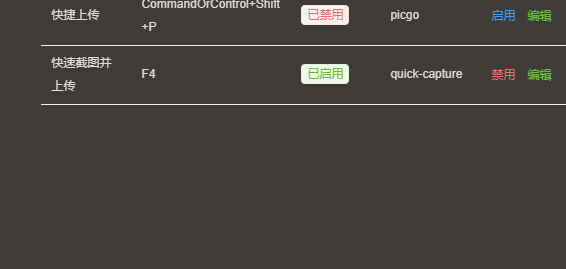 快捷上传 CommandOrControl+Shift+P 已禁用 picgo 启用 编辑
快速截图并上传 F4 已启用 quick-capture 禁用 编辑